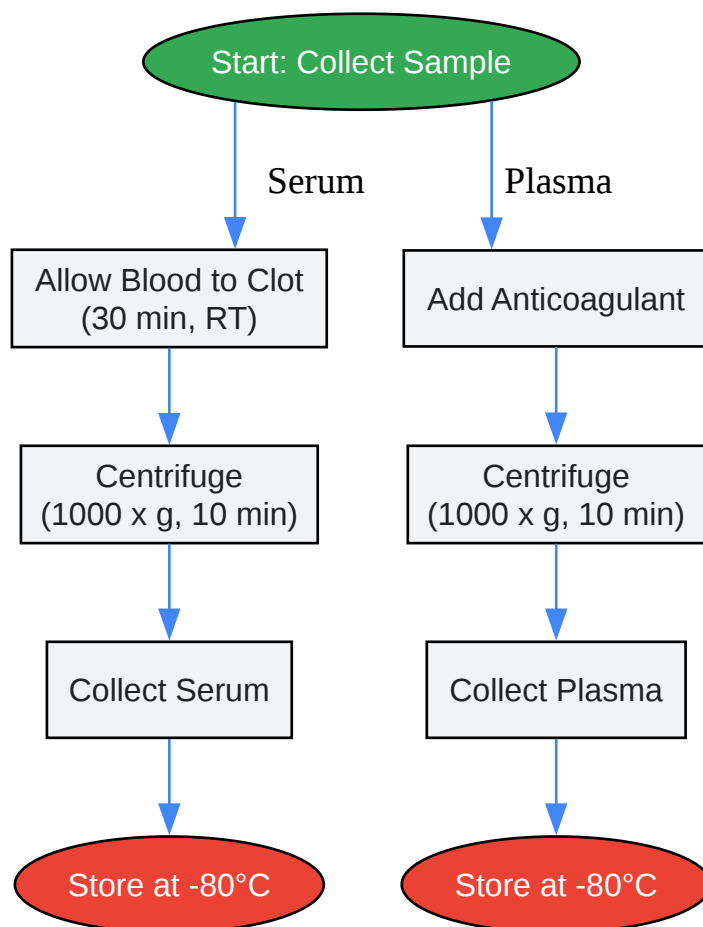 Start: Collect Sample
Serum
Plasma
Allow Blood to Clot
(30 min, RT)
Add Anticoagulant
Centrifuge
(1000 x g, 10 min)
Centrifuge
(1000 x g, 10 min)
Collect Serum
Collect Plasma
Store at -80°C
Store at -80°C